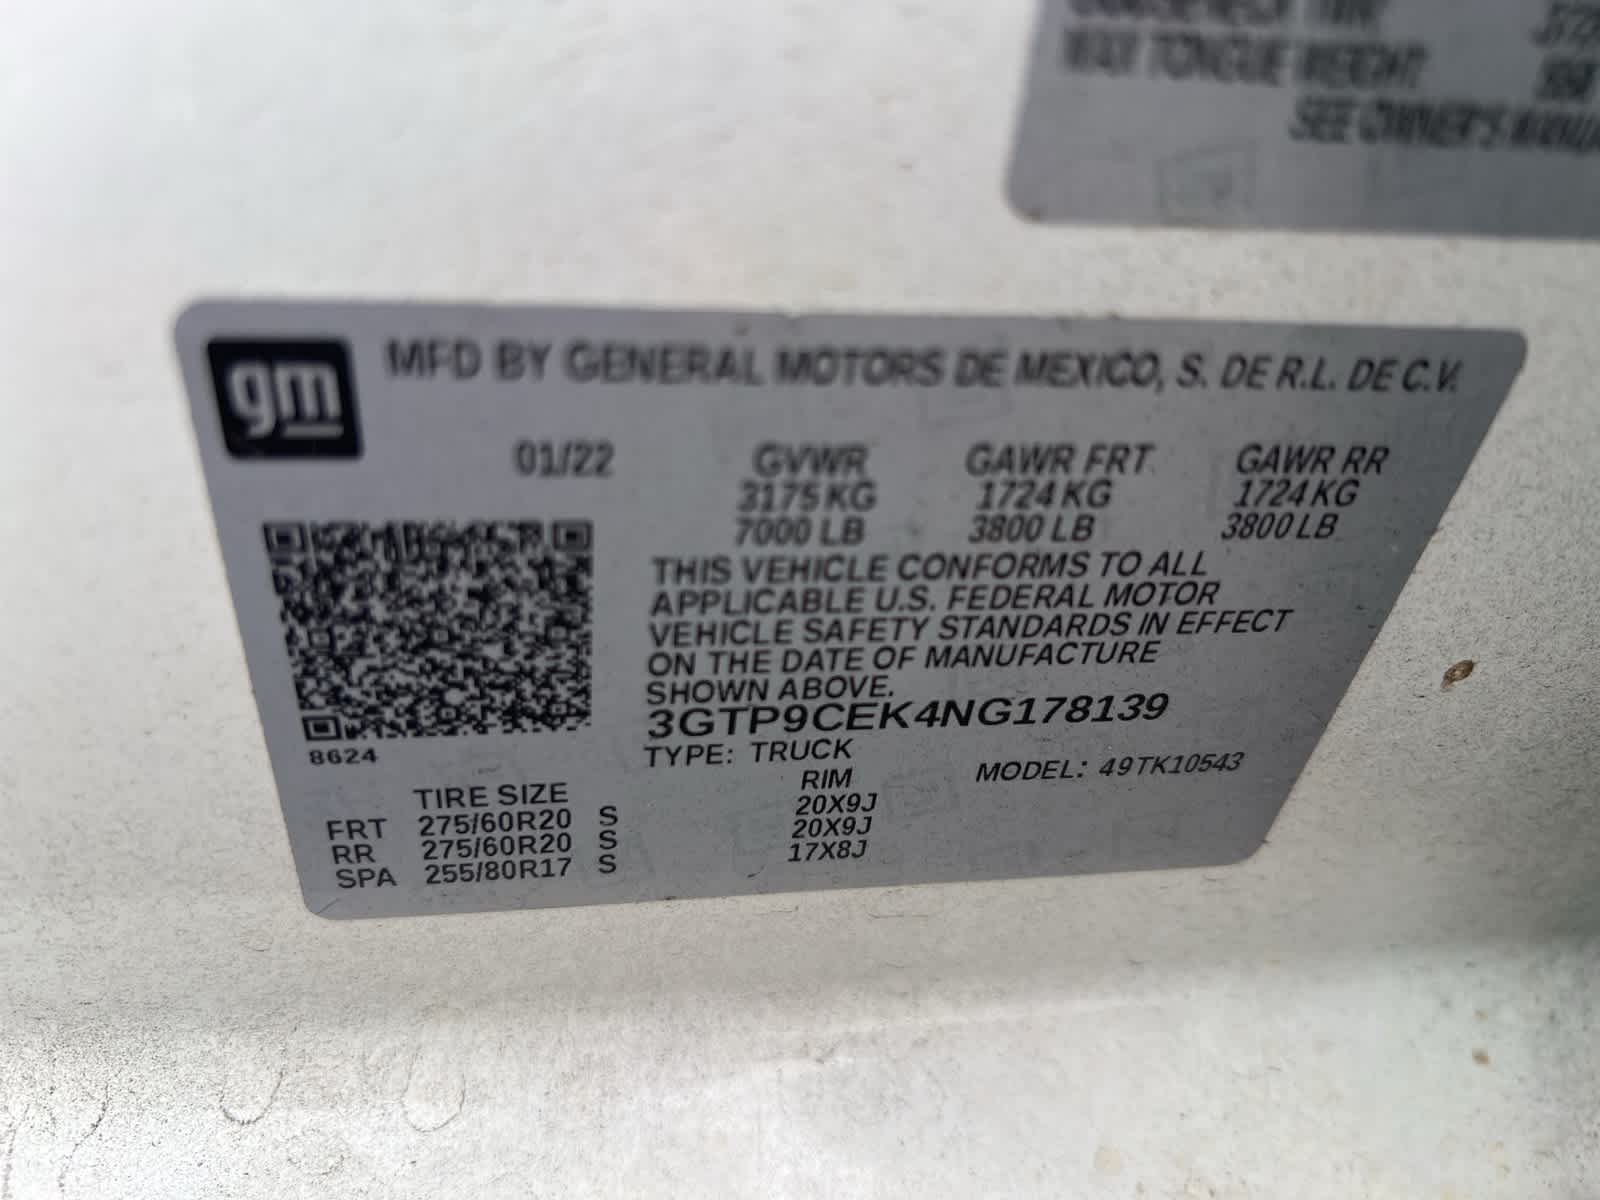 MAX TONGUE WEIGHT:
SEE OWNER'S
gm
MFD BY GENERAL MOTORS DE MEXICO, S. DE R.L. DE C.V.
01/22 GVWR GAWR FRT GAWR RR
3175 KG 1724 KG 1724 KG
7000 LB 3800 LB 3800 LB
THIS VEHICLE CONFORMS TO ALL
APPLICABLE U.S. FEDERAL MOTOR
VEHICLE SAFETY STANDARDS IN EFFECT
ON THE DATE OF MANUFACTURE
SHOWN ABOVE.
3GTP9CEK4NG178139
8624
TYPE: TRUCK MODEL: 49TK10543
TIRE SIZE RIM
FRT 275/60R20 S 20X9J
RR 275/60R20 S 20X9J
SPA 255/80R17 S 17X8J